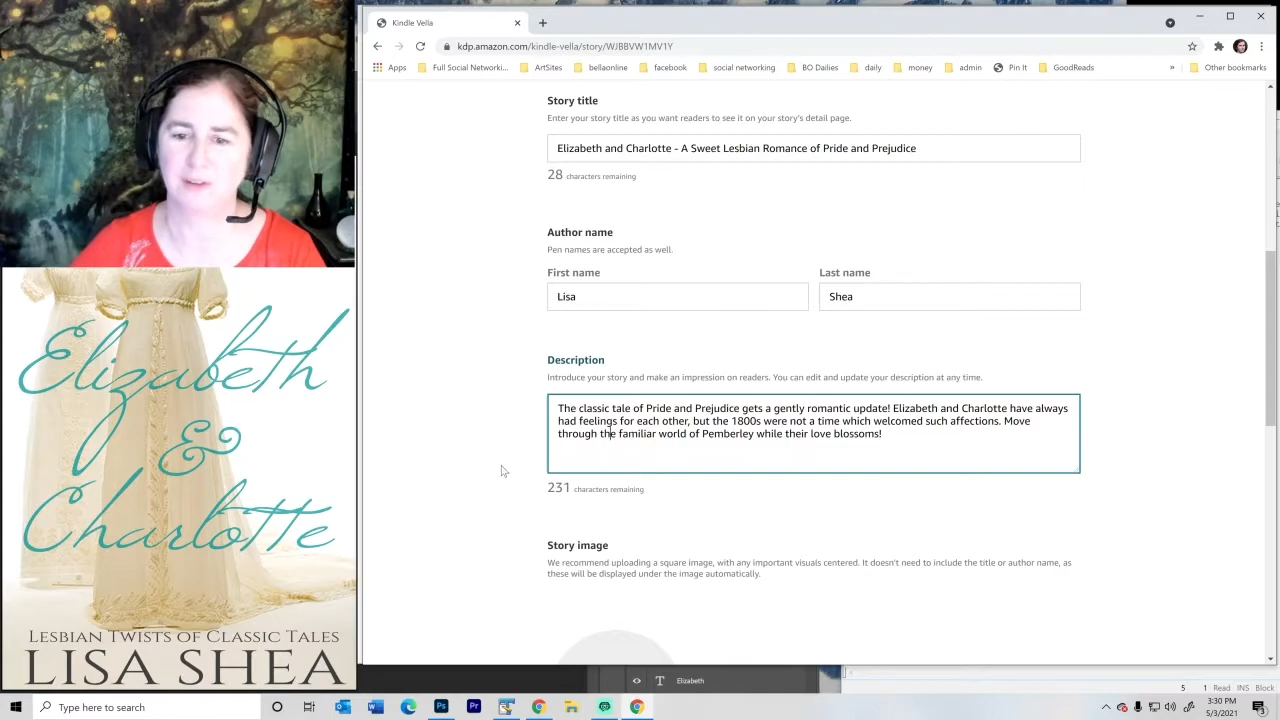 Kindle Vella
kdp.amazon.com/kindle-vella/story/WJBBVW1MV1Y
Apps
Full Social Networki...
ArtSites
bellaonline
facebook
social networking
BO Dailies
daily
money
admin
Pin It
GoodReads
»
Other bookmarks
Story title
Enter your story title as you want readers to see it on your story's detail page.
Elizabeth and Charlotte - A Sweet Lesbian Romance of Pride and Prejudice
28 characters remaining
Author name
Pen names are accepted as well.
First name
Last name
Lisa
Shea
Description
Introduce your story and make an impression on readers. You can edit and update your description at any time.
The classic tale of Pride and Prejudice gets a gently romantic update! Elizabeth and Charlotte have always
had feelings for each other, but the 1800s were not a time which welcomed such affections. Move
through the familiar world of Pemberley while their love blossoms!
231 characters remaining
Story image
We recommend uploading a square image, with any important visuals centered. It doesn't need to include the title or author name, as
these will be displayed under the image automatically.
Elizabeth
&
Charlotte
Lesbian Twists of Classic Tales
LISA SHEA
T Elizabeth
5 1 Read INS Block
Type here to search
Ps
Pr
3:30 PM
5/3/2021